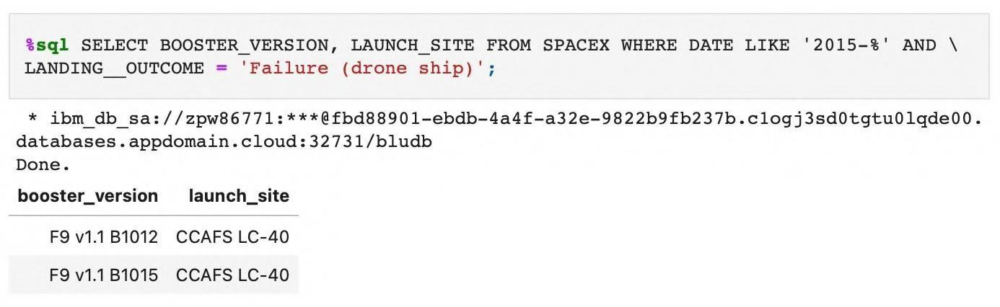 %sql SELECT BOOSTER_VERSION, LAUNCH_SITE FROM SPACEX WHERE DATE LIKE '2015-%' AND \
LANDING__OUTCOME = 'Failure (drone ship)';
* ibm_db_sa://zpw86771:***@fbd88901-ebdb-4a4f-a32e-9822b9fb237b.c1ogj3sd0tgtu0lqde00.
databases.appdomain.cloud:32731/bludb
Done.
booster_version launch_site
F9 v1.1 B1012 CCAFS LC-40
F9 v1.1 B1015 CCAFS LC-40